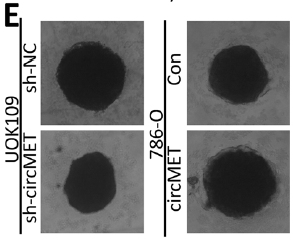 E
UOK109
sh-NC
sh-circMET
786-O
Con
circMET